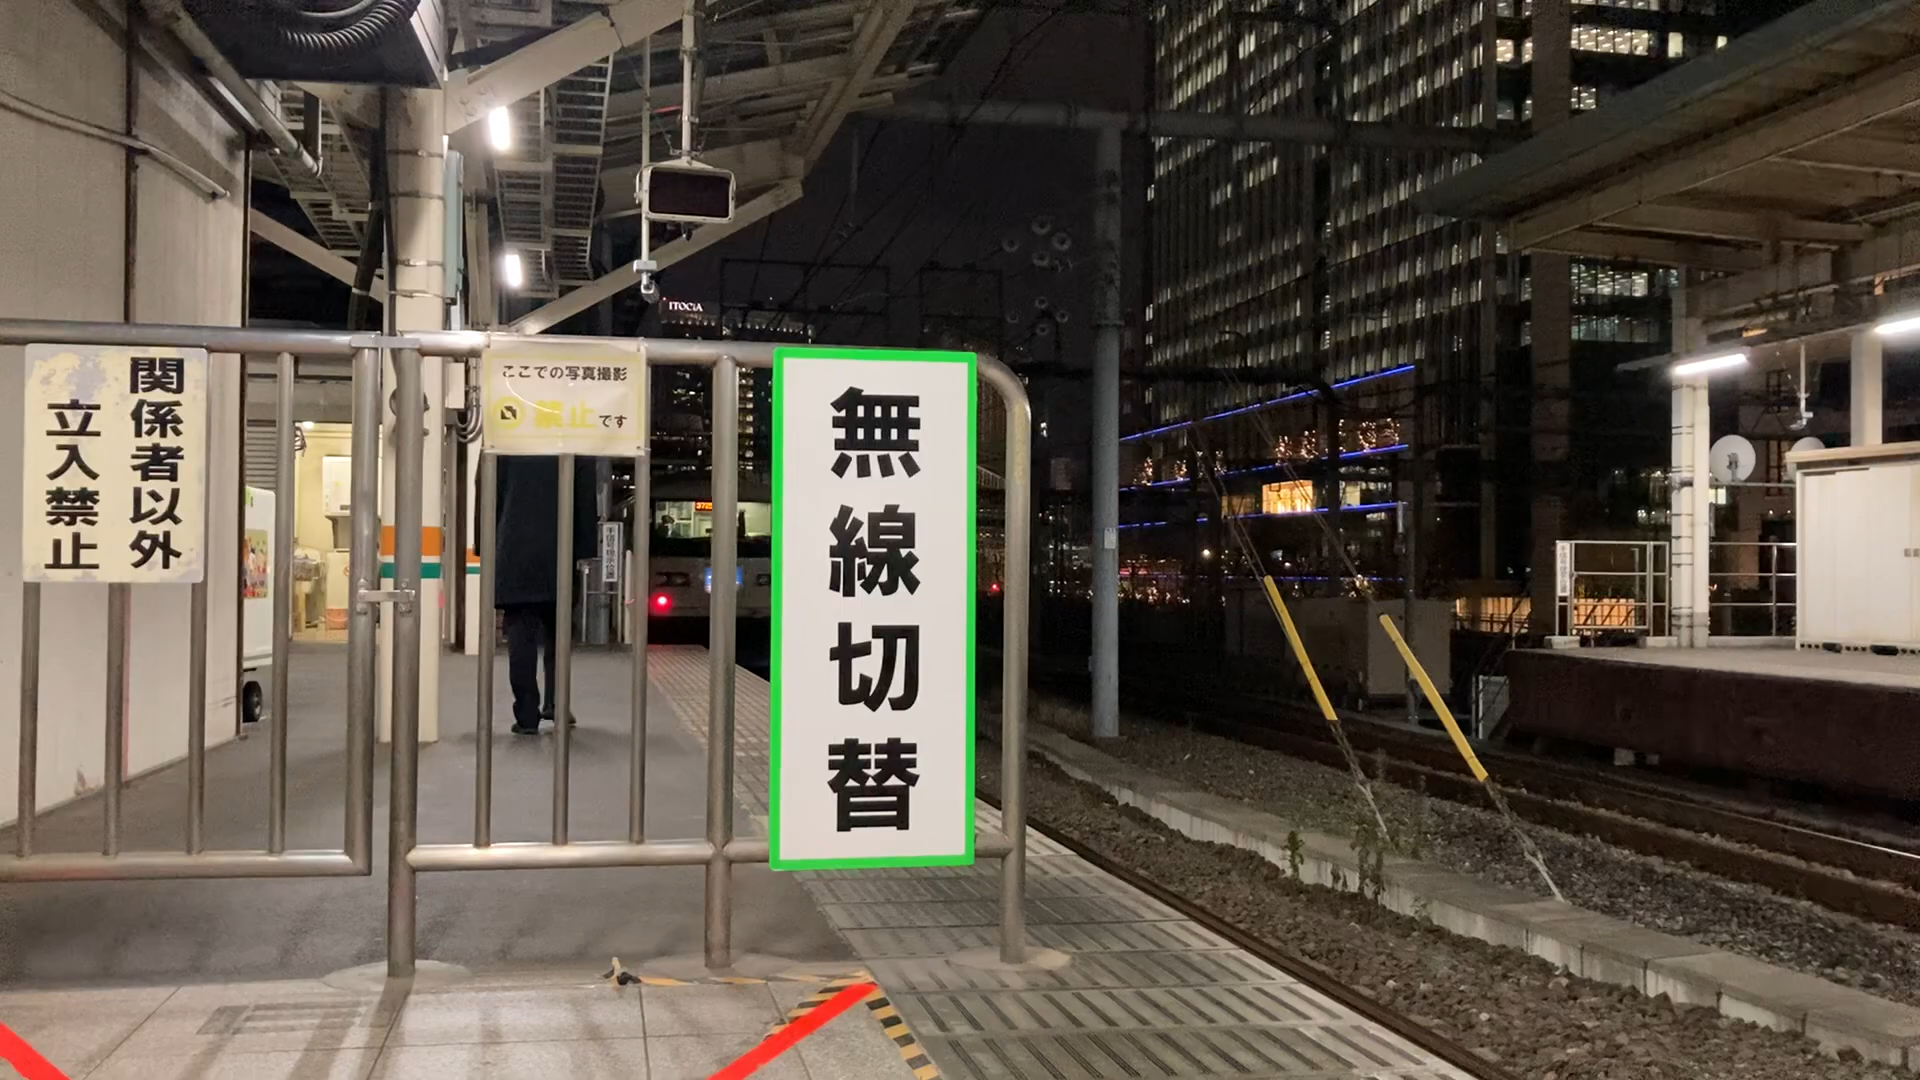 関係者以外
立入禁止
ここでの写真撮影
禁止です
無線切替
ITOCiA